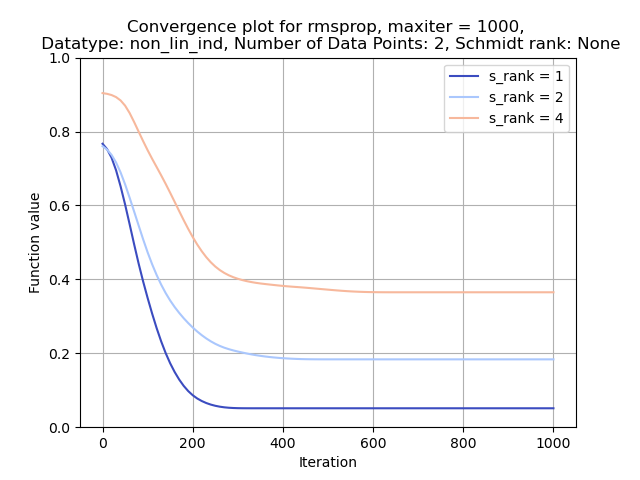 Convergence plot for rmsprop, maxiter = 1000,
Datatype: non_lin_ind, Number of Data Points: 2, Schmidt rank: None
1.0
s_rank = 1
s_rank = 2
s_rank = 4
0.8
0.6
Function value
0.4
0.2
0.0
0 200 400 600 800 1000
Iteration